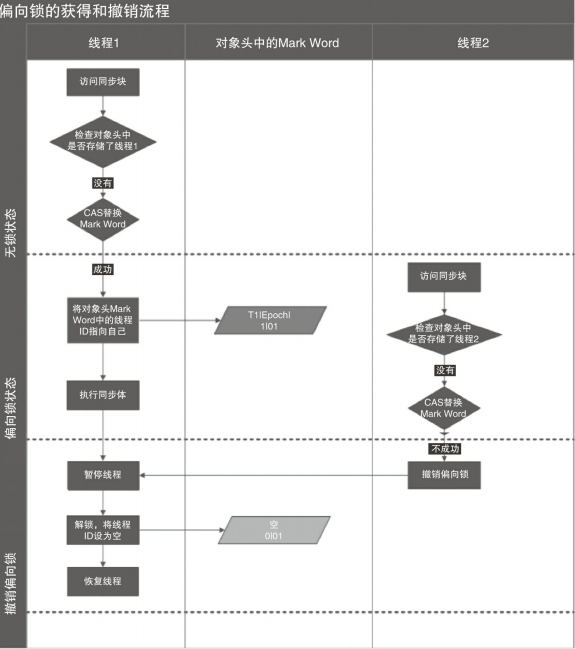 偏向锁的获得和撤销流程
线程1
对象头中的Mark Word
线程2
无锁状态
访问同步块
检查对象头中
是否存储了线程1
没有
CAS替换
Mark Word
偏向锁状态
成功
将对象头Mark
Word中的线程
ID指向自己
T1|Epoch|
1|01
执行同步体
访问同步块
检查对象头中
是否存储了线程2
没有
CAS替换
Mark Word
不成功
撤销偏向锁
撤销偏向锁
暂停线程
解锁，将线程
ID设为空
空
0|01
恢复线程